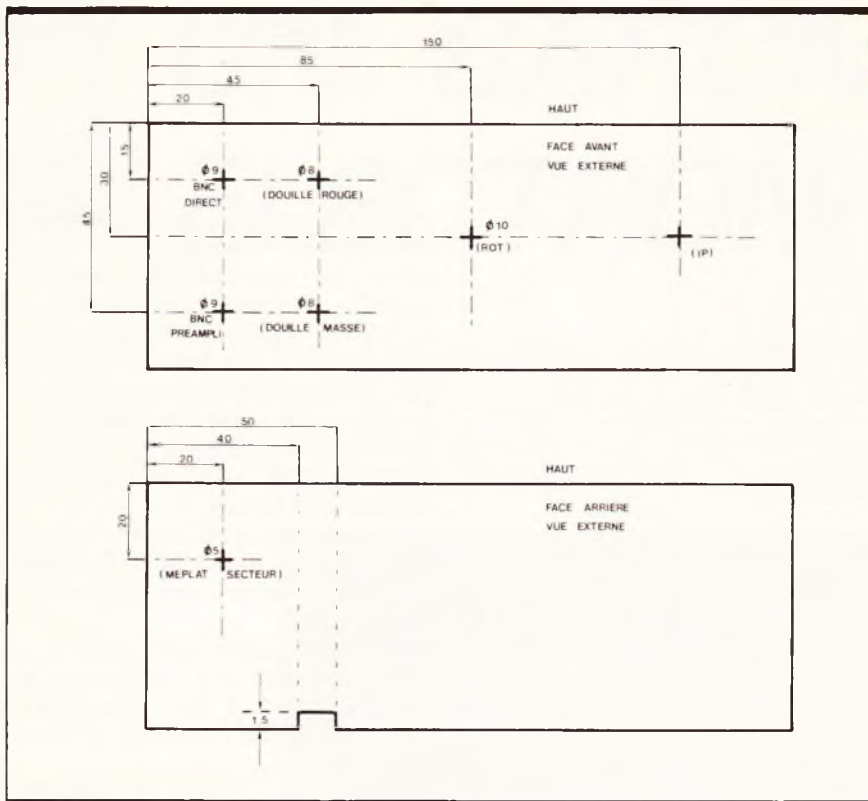 150
85
45
20
HAUT
15
30
45
FACE AVANT
VUE EXTERNE
Φ9
Φ8
BNC
DIRECT
(DOUILLE ROUGE)
Φ10
(ROT)
(IP)
Φ9
Φ8
BNC
PREAMPLI
(DOUILLE MASSE)
50
40
20
HAUT
20
FACE ARRIERE
VUE EXTERNE
Φ5
(MEPLAT SECTEUR)
1.5